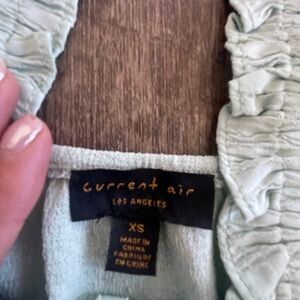 current air
LOS ANGELES
XS
MADE IN
CHINA
FABRIQUÉ
EN CHINE